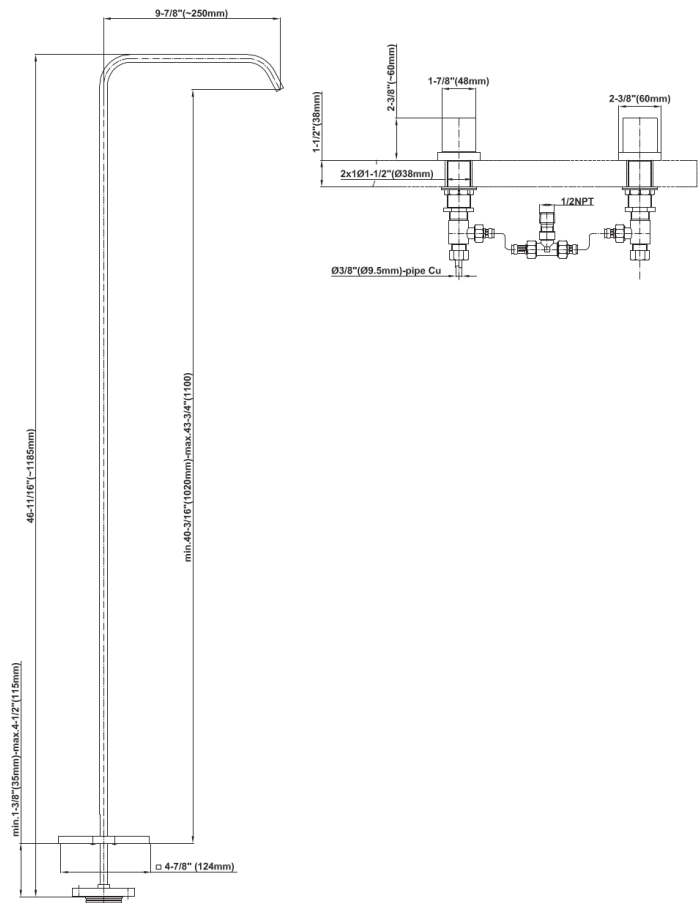 9-7/8"(~250mm)
46-11/16"(~1185mm)
min.40-3/16"(1020mm)-max.43-3/4"(1100)
min.1-3/8"(35mm)-max.4-1/2"(115mm)
□ 4-7/8" (124mm)
2-3/8"(~60mm)
1-7/8"(48mm)
2-3/8"(60mm)
1-1/2"(38mm)
2x1Ø1-1/2"(Ø38mm)
1/2NPT
Ø3/8"(Ø9.5mm)-pipe Cu